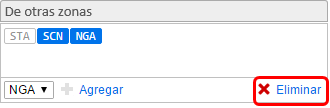 De otras zonas
STA SCN NGA
NGA Agregar Eliminar